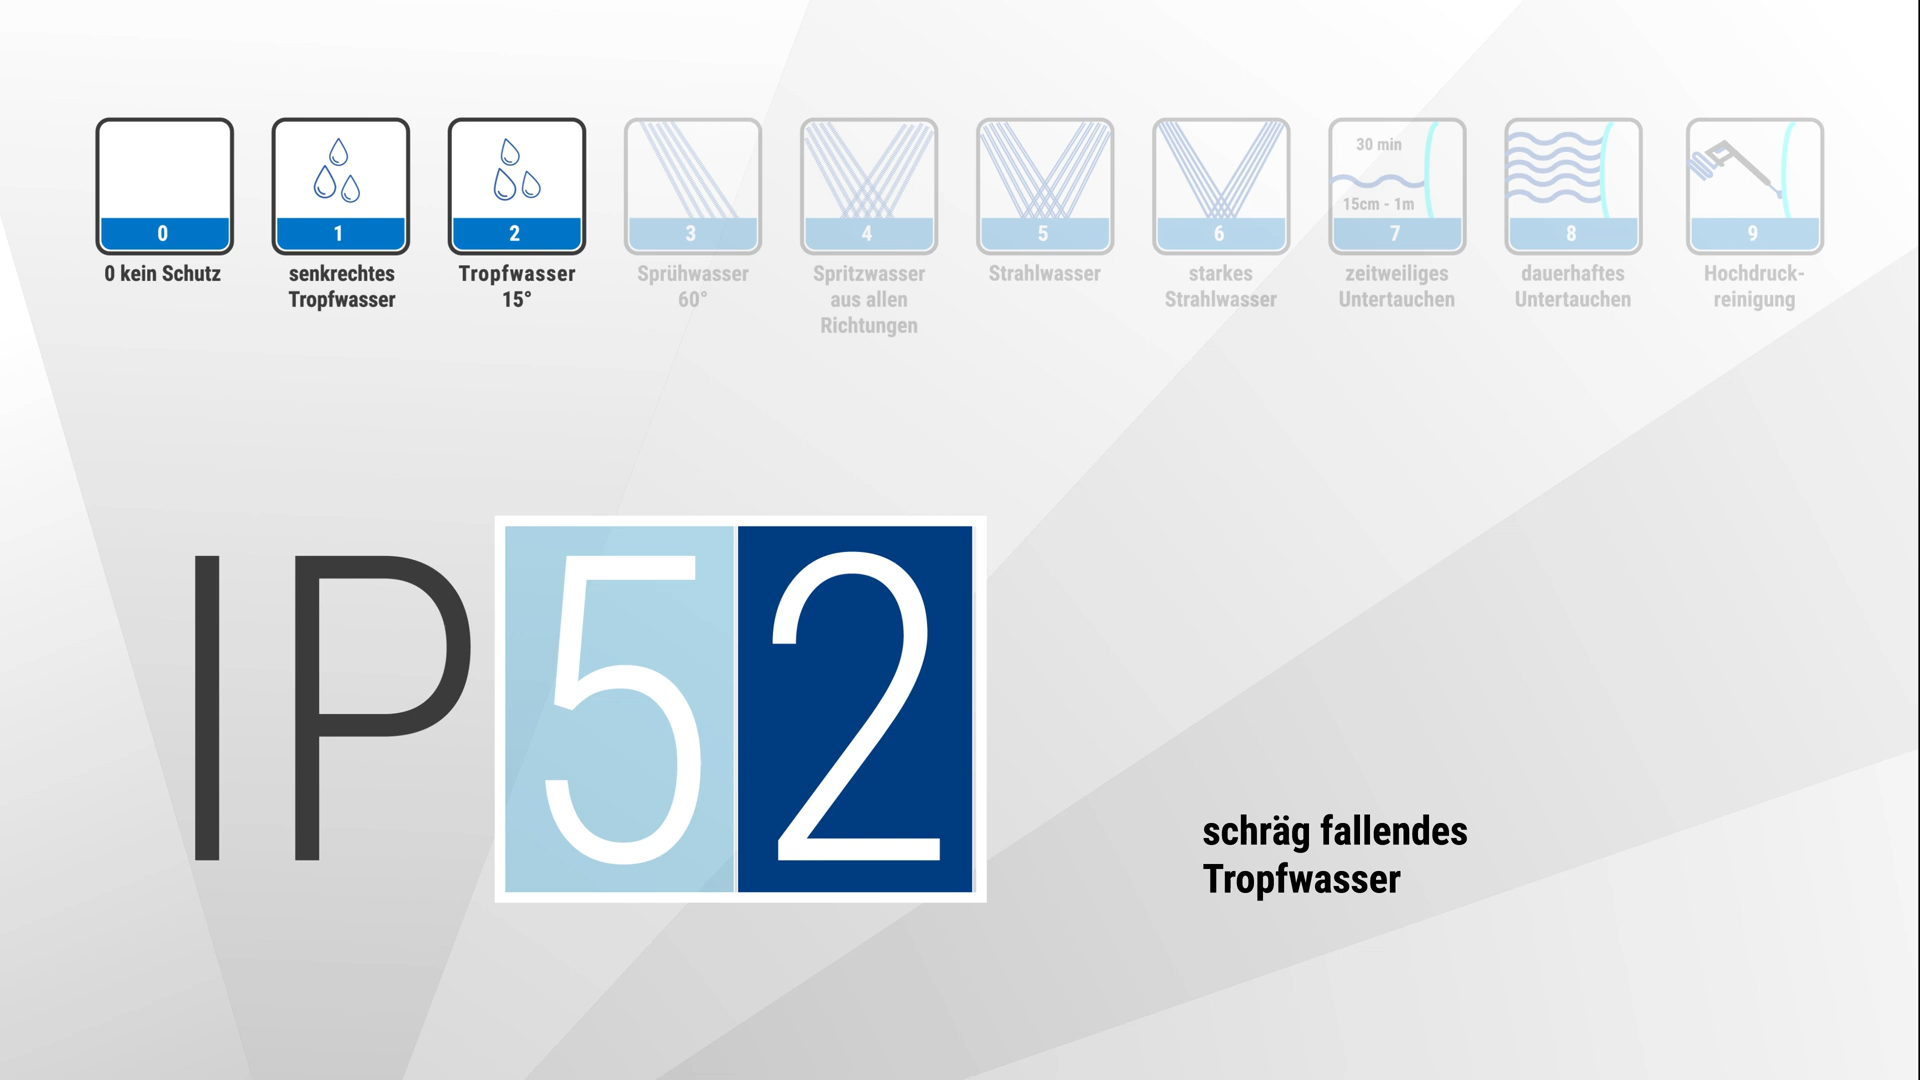 0
0 kein Schutz
1
senkrechtes
Tropfwasser
2
Tropfwasser
15°
3
Sprühwasser
60°
4
Spritzwasser
aus allen
Richtungen
5
Strahlwasser
6
starkes
Strahlwasser
30 min
15cm - 1m
7
zeitweiliges
Untertauchen
8
dauerhaftes
Untertauchen
9
Hochdruck-
reinigung
IP52
schräg fallendes
Tropfwasser